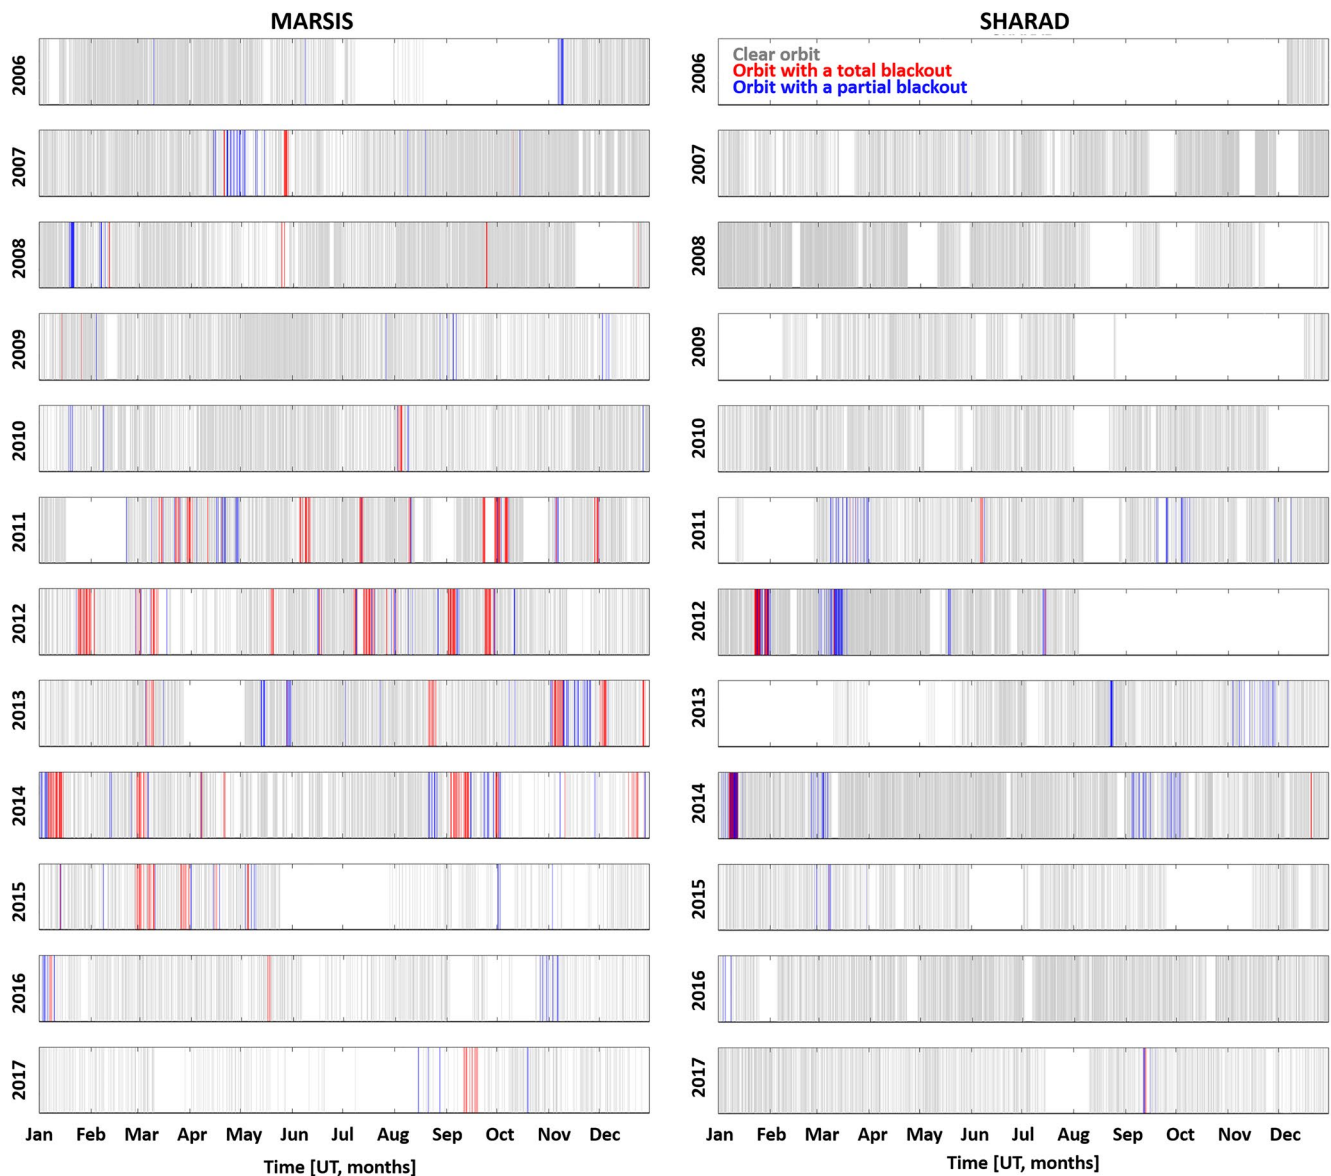 MARSIS
SHARAD
2006
2006
Clear orbit
Orbit with a total blackout
Orbit with a partial blackout
2007
2007
2008
2008
2009
2009
2010
2010
2011
2011
2012
2012
2013
2013
2014
2014
2015
2015
2016
2016
2017
2017
Jan Feb Mar Apr May Jun Jul Aug Sep Oct Nov Dec
Jan Feb Mar Apr May Jun Jul Aug Sep Oct Nov Dec
Time [UT, months]
Time [UT, months]